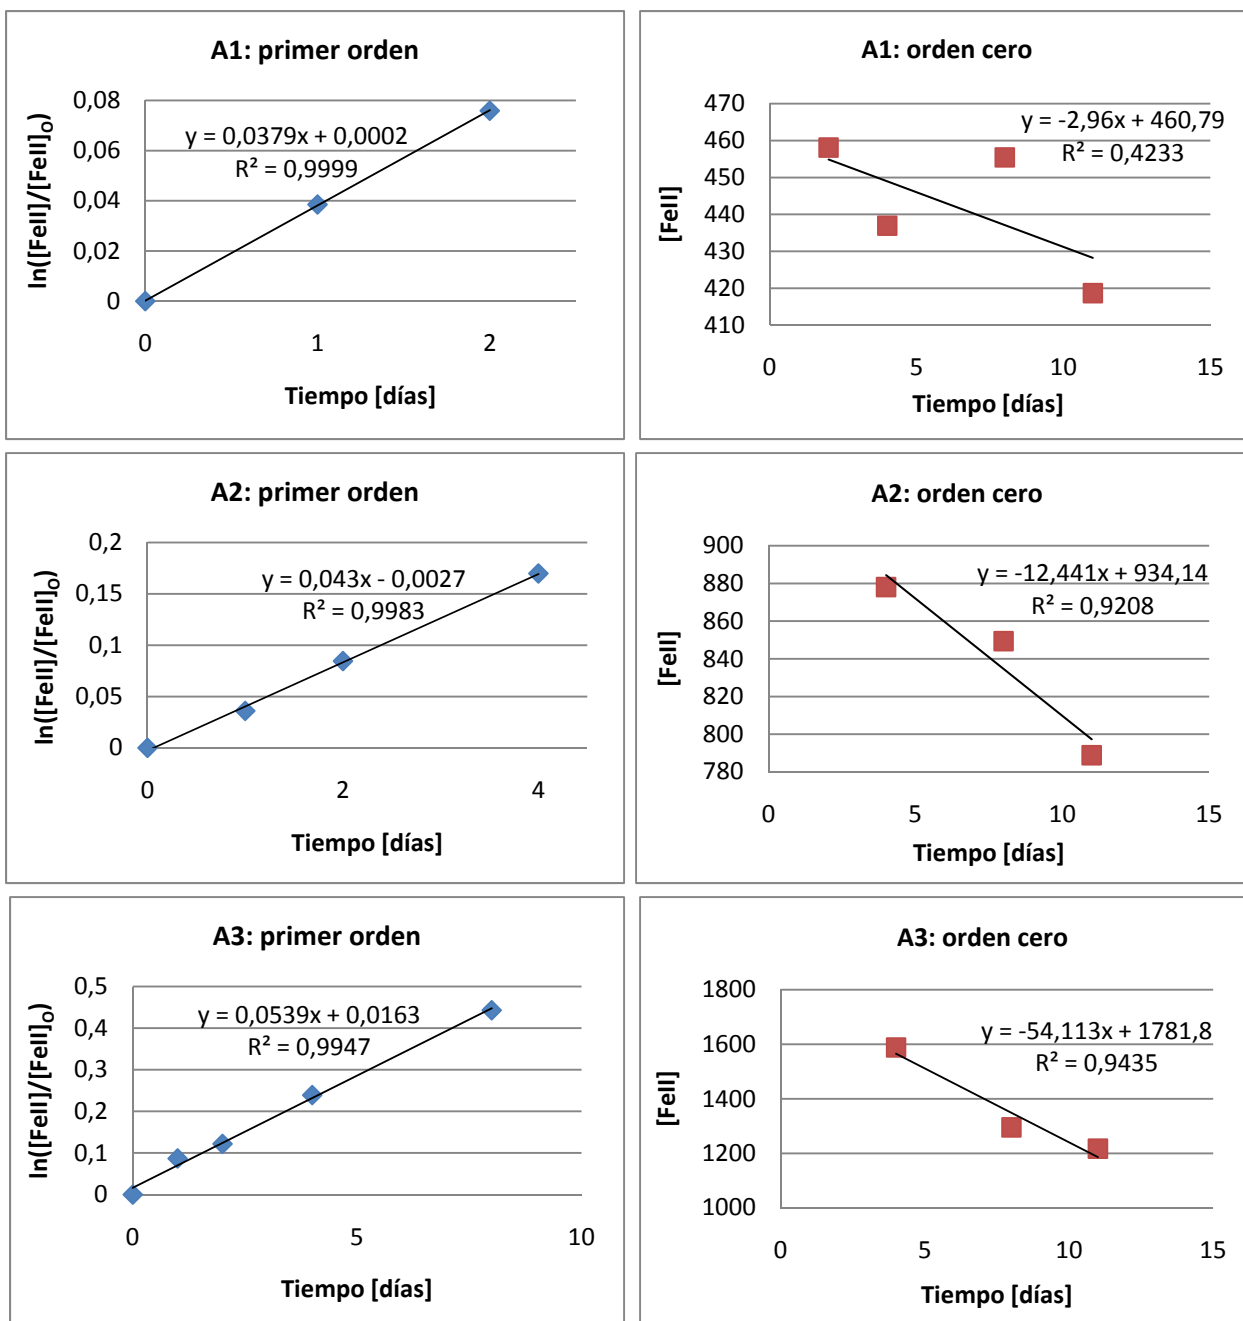 A1: primer orden
ln([FeII]/[FeII]₀)
0,08
0,06
0,04
0,02
0
y = 0,0379x + 0,0002
R² = 0,9999
0 1 2
Tiempo [días]
A1: orden cero
[FeII]
470
460
450
440
430
420
410
y = -2,96x + 460,79
R² = 0,4233
0 5 10 15
Tiempo [días]
A2: primer orden
ln([FeII]/[FeII]₀)
0,2
0,15
0,1
0,05
0
y = 0,043x - 0,0027
R² = 0,9983
0 2 4
Tiempo [días]
A2: orden cero
[FeII]
900
880
860
840
820
800
780
y = -12,441x + 934,14
R² = 0,9208
0 5 10 15
Tiempo [días]
A3: primer orden
ln([FeII]/[FeII]₀)
0,5
0,4
0,3
0,2
0,1
0
y = 0,0539x + 0,0163
R² = 0,9947
0 5 10
Tiempo [días]
A3: orden cero
[FeII]
1800
1600
1400
1200
1000
y = -54,113x + 1781,8
R² = 0,9435
0 5 10 15
Tiempo [días]